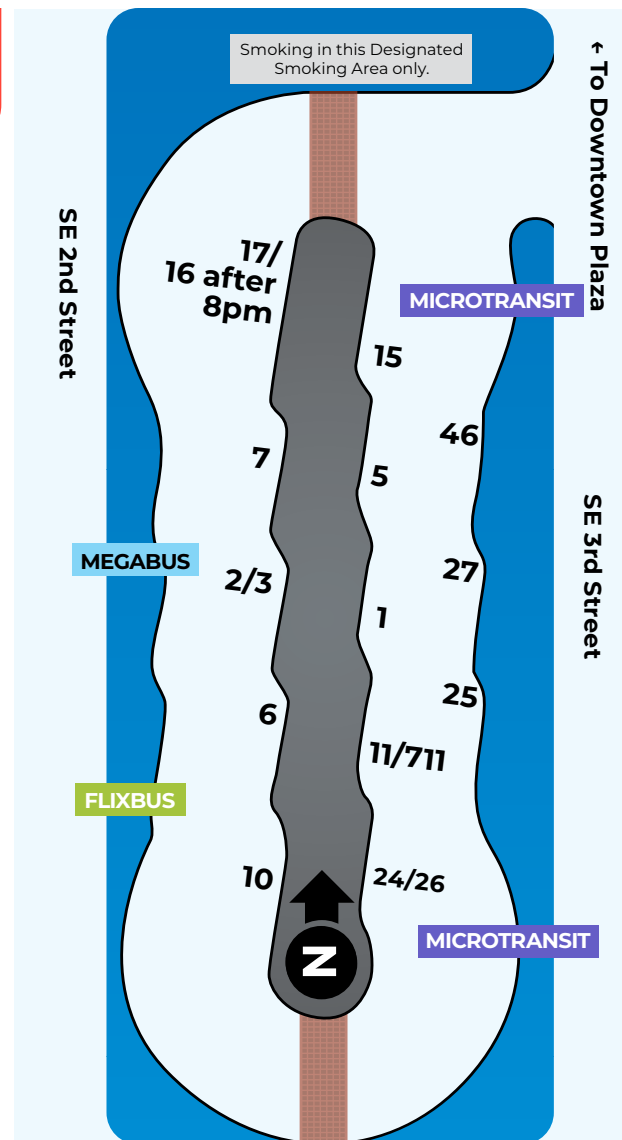 Smoking in this Designated
Smoking Area only.
← To Downtown Plaza
SE 2nd Street
17/
16 after
8pm
MICROTRANSIT
15
46
7
5
MEGABUS
2/3
27
SE 3rd Street
1
25
6
11/711
FLIXBUS
10
24/26
N
MICROTRANSIT